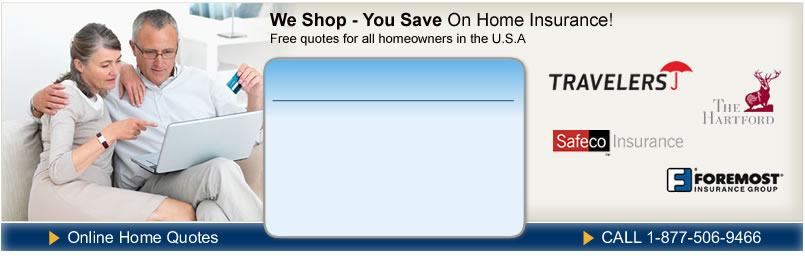 We Shop - You Save On Home Insurance!
Free quotes for all homeowners in the U.S.A
TRAVELERS
THE
HARTFORD
Safeco Insurance
TM
FOREMOST®
INSURANCE GROUP
Online Home Quotes
CALL 1-877-506-9466